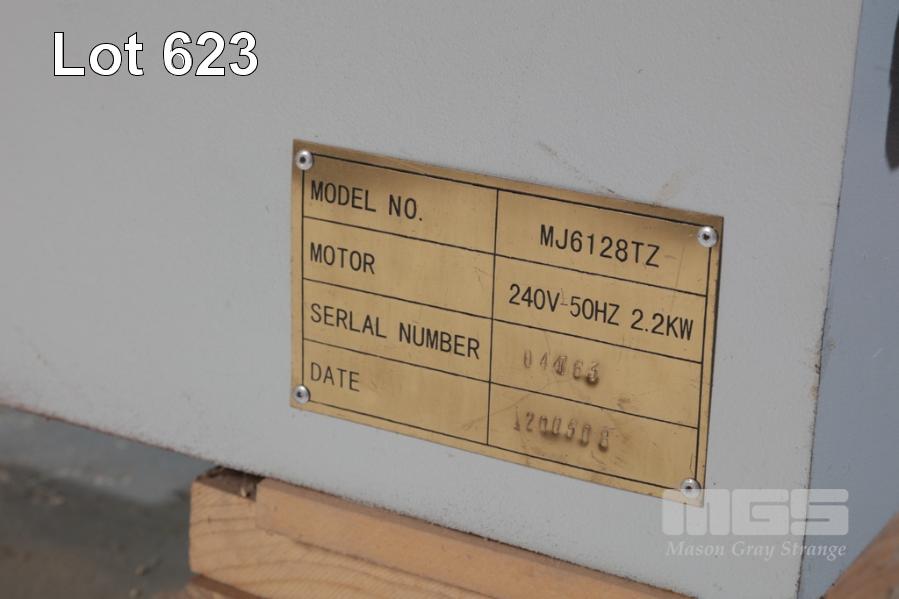 Lot 623
MODEL NO. MJ6128TZ
MOTOR 240V-50HZ 2.2KW
SERLAL NUMBER
DATE
MGS
Mason Gray Strange